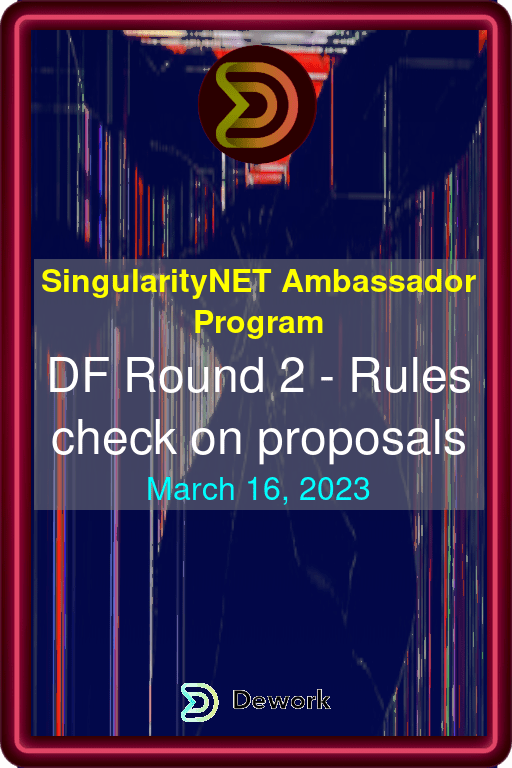 SingularityNET Ambassador
Program
DF Round 2 - Rules
check on proposals
March 16, 2023
Dework